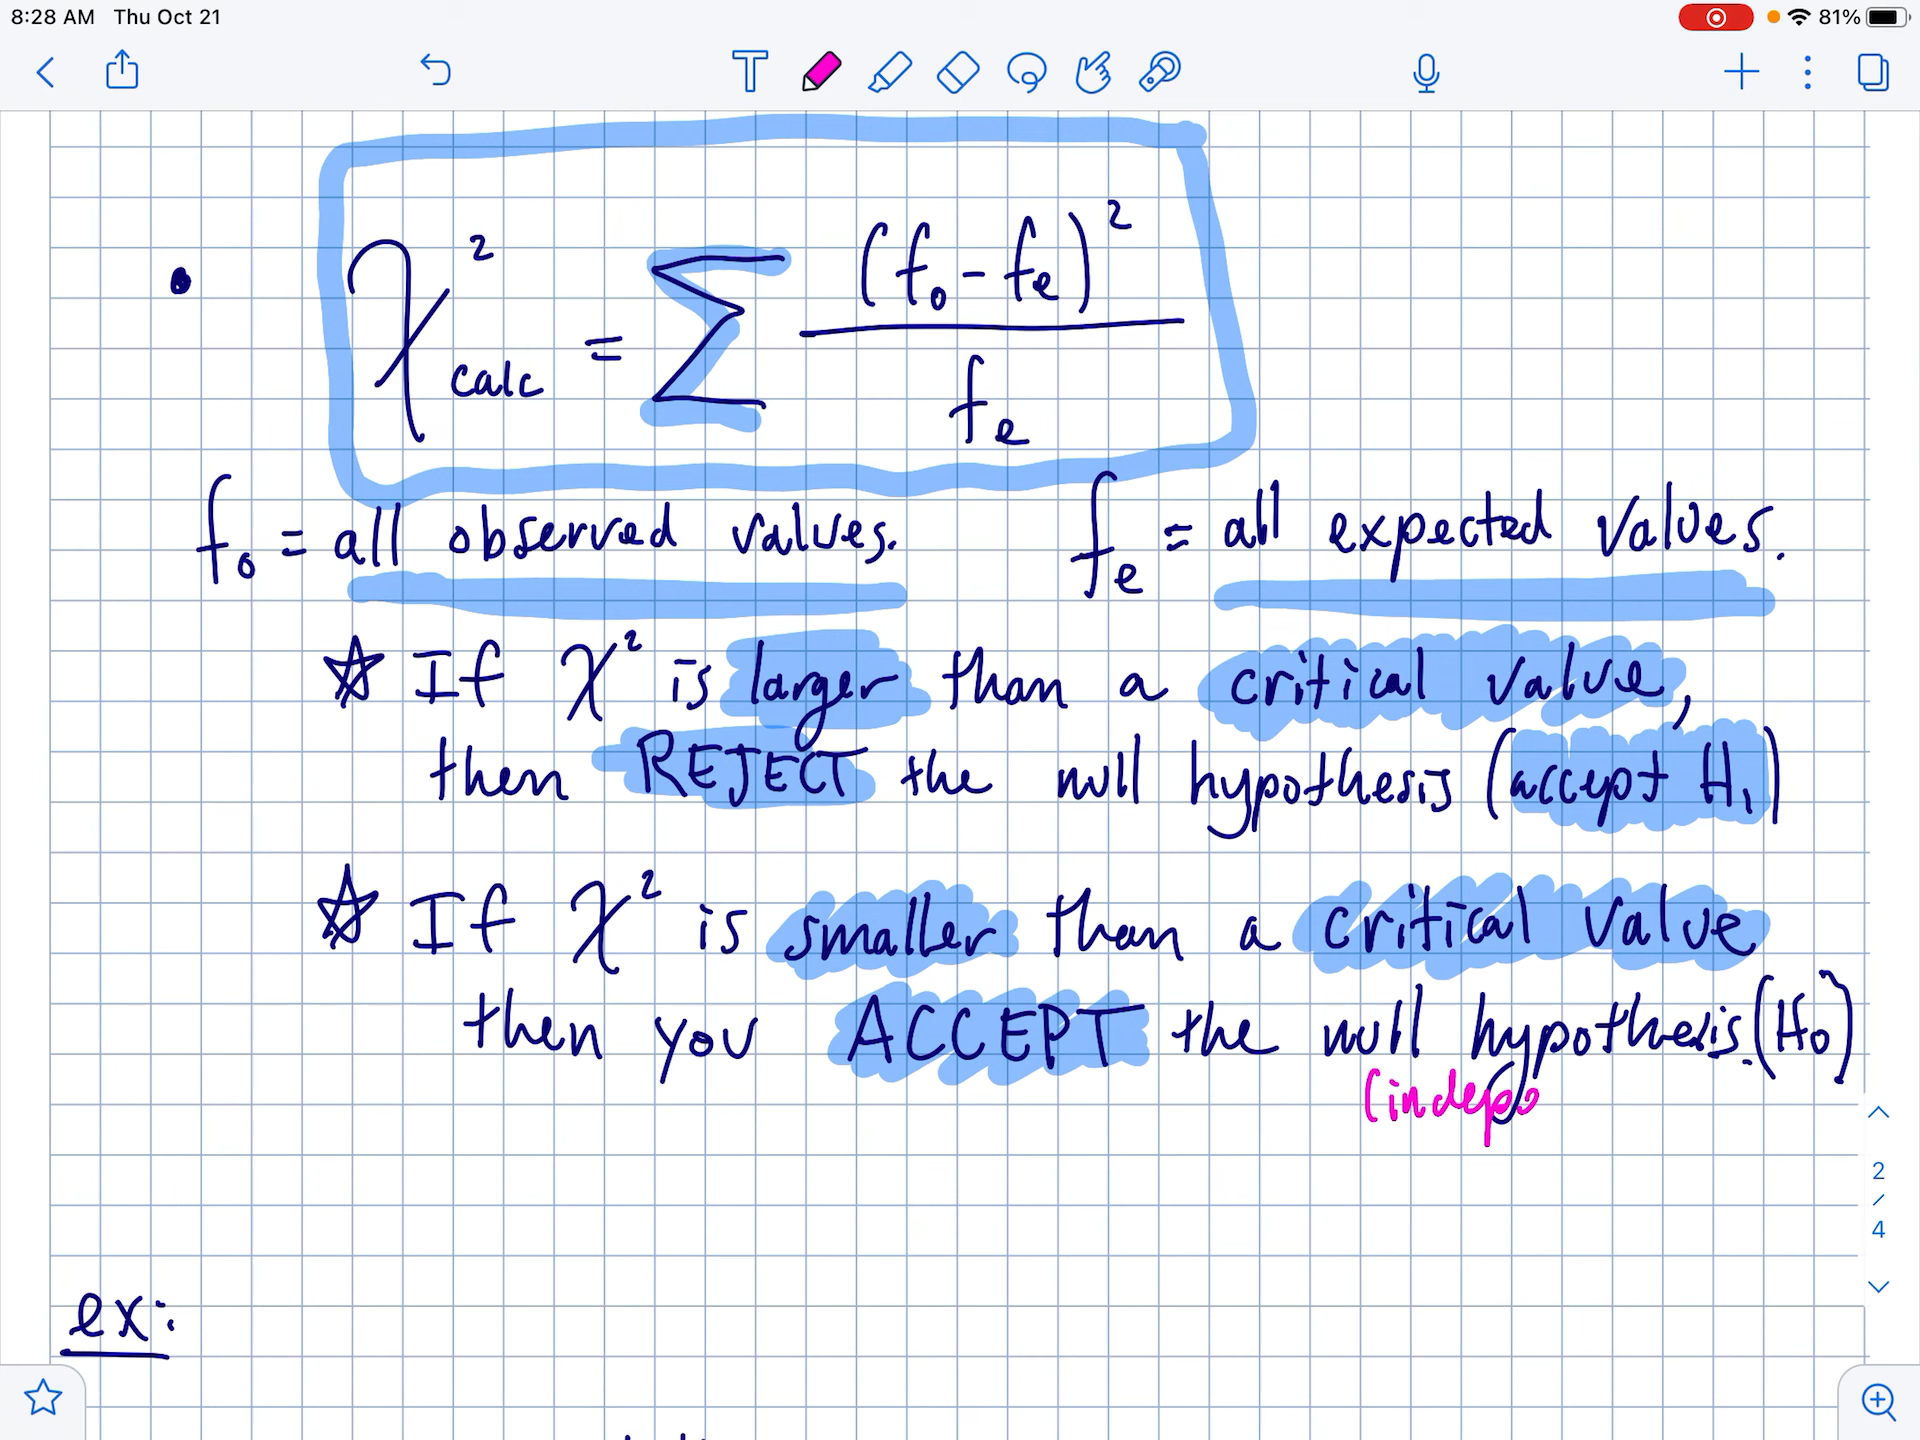 8:28 AM Thu Oct 21
81%
T
• χ² calc = Σ (f₀ - fₑ)² / fₑ
f₀ = all observed values. fₑ = all expected values.
☆ If χ² is larger than a critical value,
then REJECT the null hypothesis (accept H₁)
☆ If χ² is smaller than a critical value
then you ACCEPT the null hypothesis. (H₀)
(indep
2
/
4
ex: